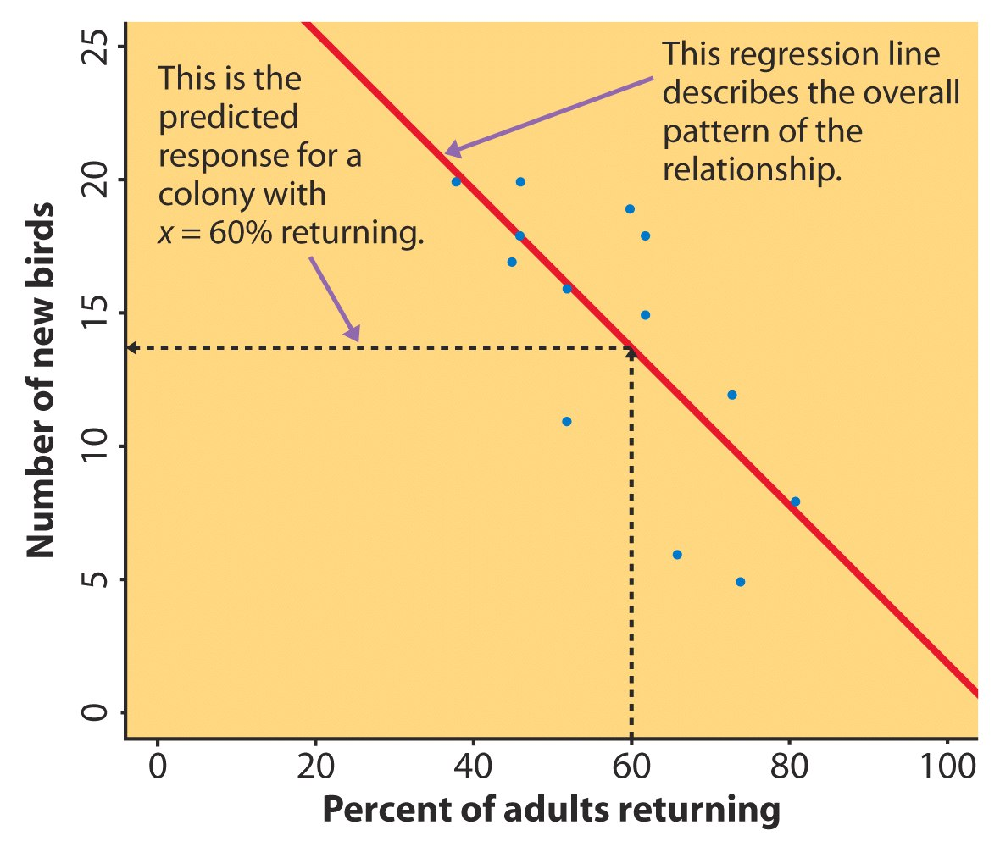 This is the
predicted
response for a
colony with
x = 60% returning.
This regression line
describes the overall
pattern of the
relationship.
Number of new birds
25
20
15
10
5
0
0 20 40 60 80 100
Percent of adults returning